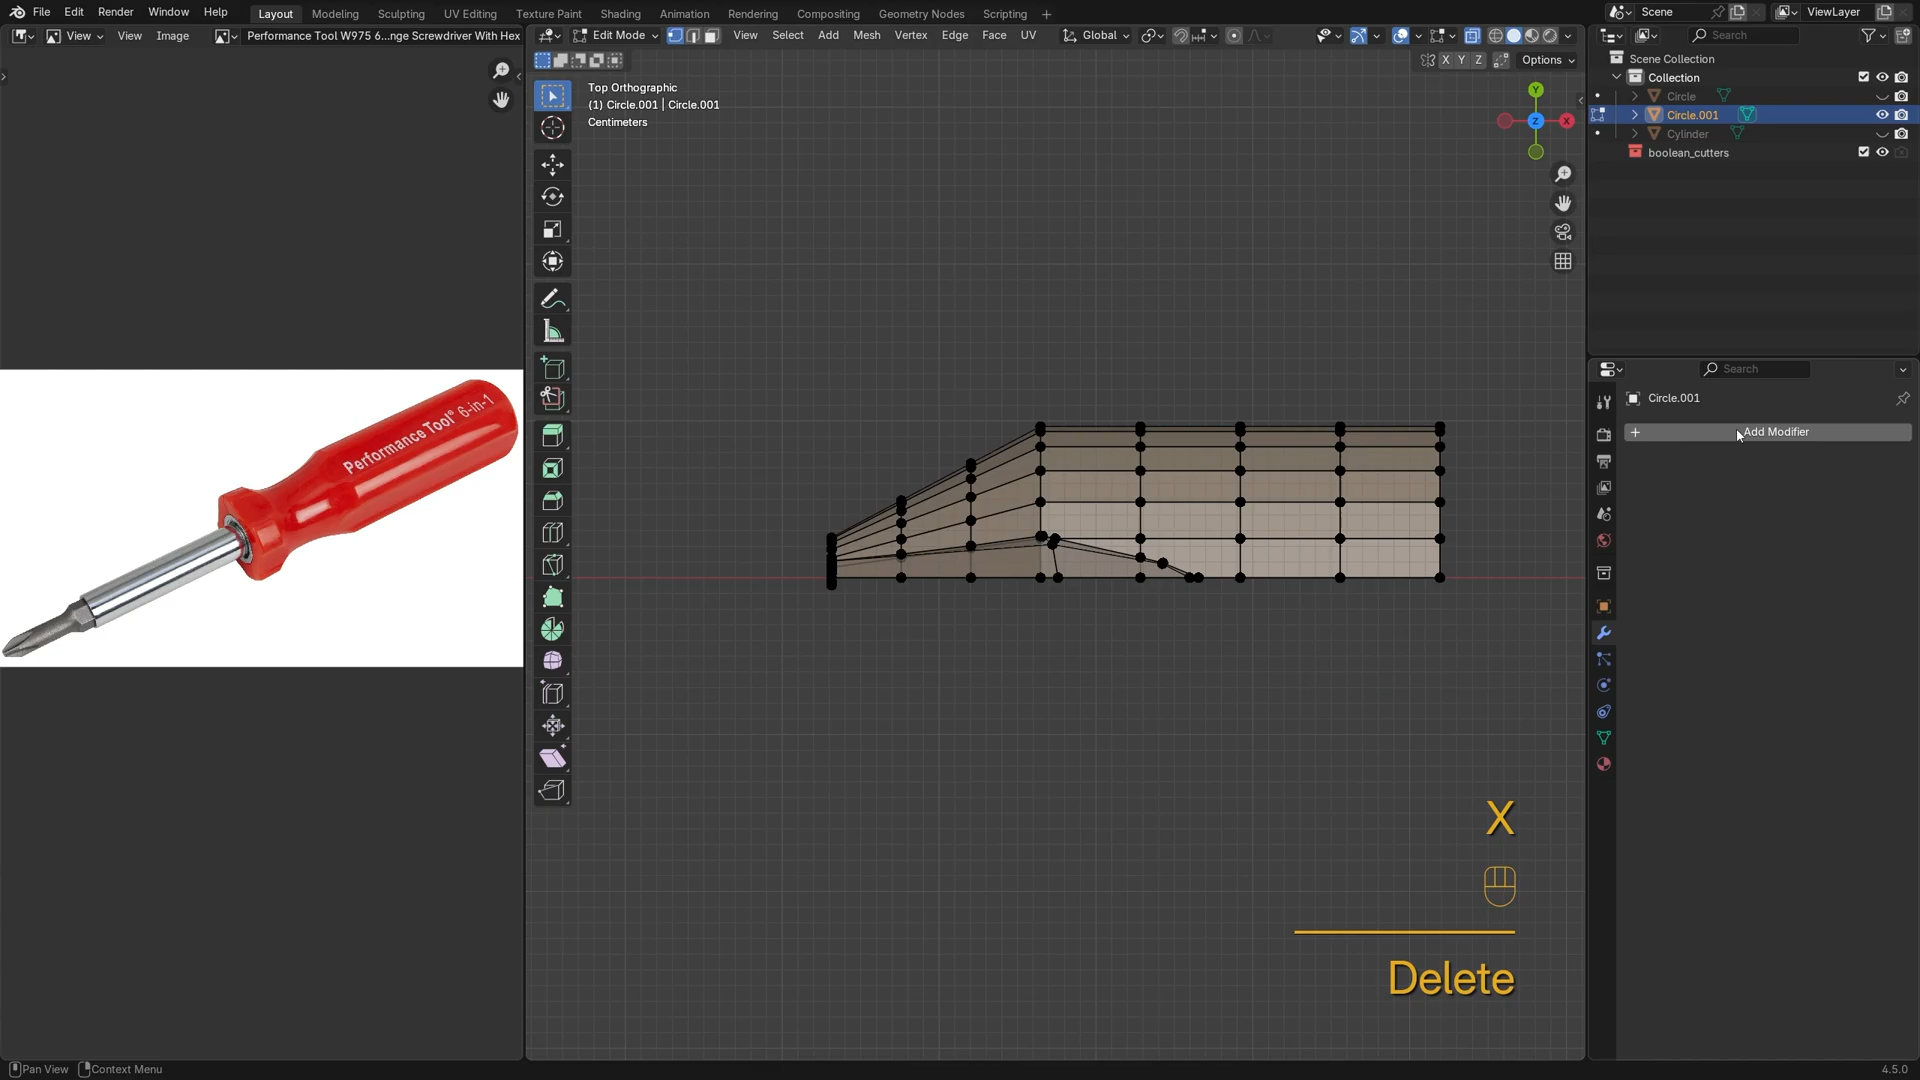 File Edit Render Window Help
Layout Modeling Sculpting UV Editing Texture Paint Shading Animation Rendering Compositing Geometry Nodes Scripting
Scene
ViewLayer
View View Image Performance Tool W975 6...nge Screwdriver With Hex
Edit Mode View Select Add Mesh Vertex Edge Face UV Global
Search
X Y Z Options
Top Orthographic
(1) Circle.001 | Circle.001
Centimeters
Y
Z
X
Scene Collection
Collection
Circle
Circle.001
Cylinder
boolean_cutters
Search
Circle.001
Add Modifier
Performance Tool® 6-in-1
X
Delete
Pan View Context Menu
4.5.0